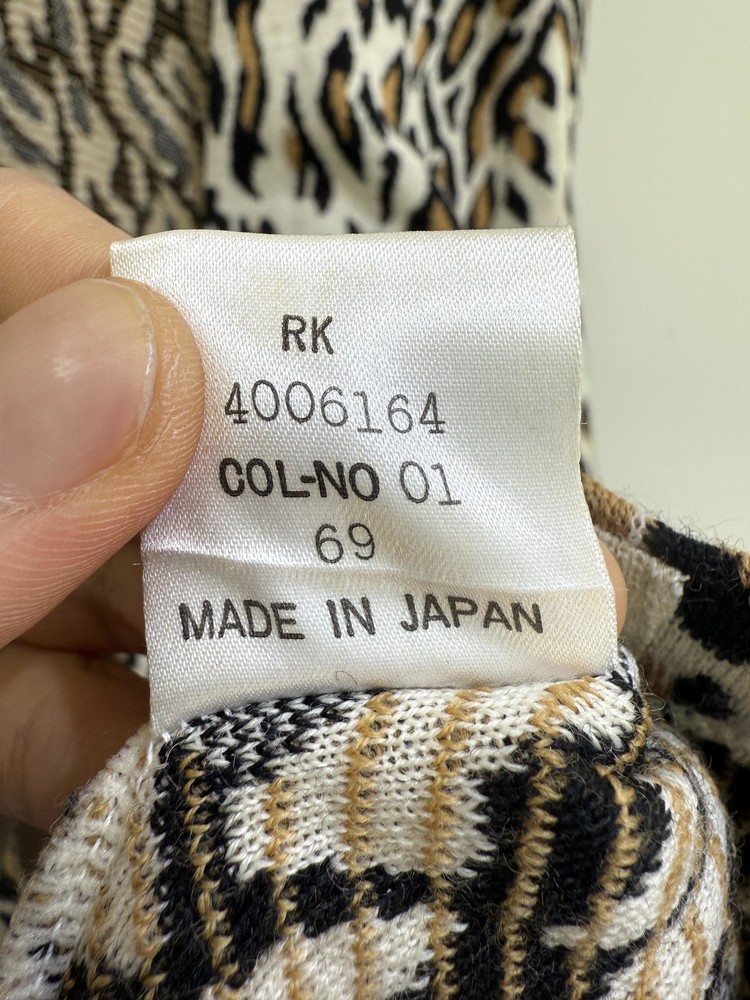 RK
4006164
COL-NO 01
69
MADE IN JAPAN